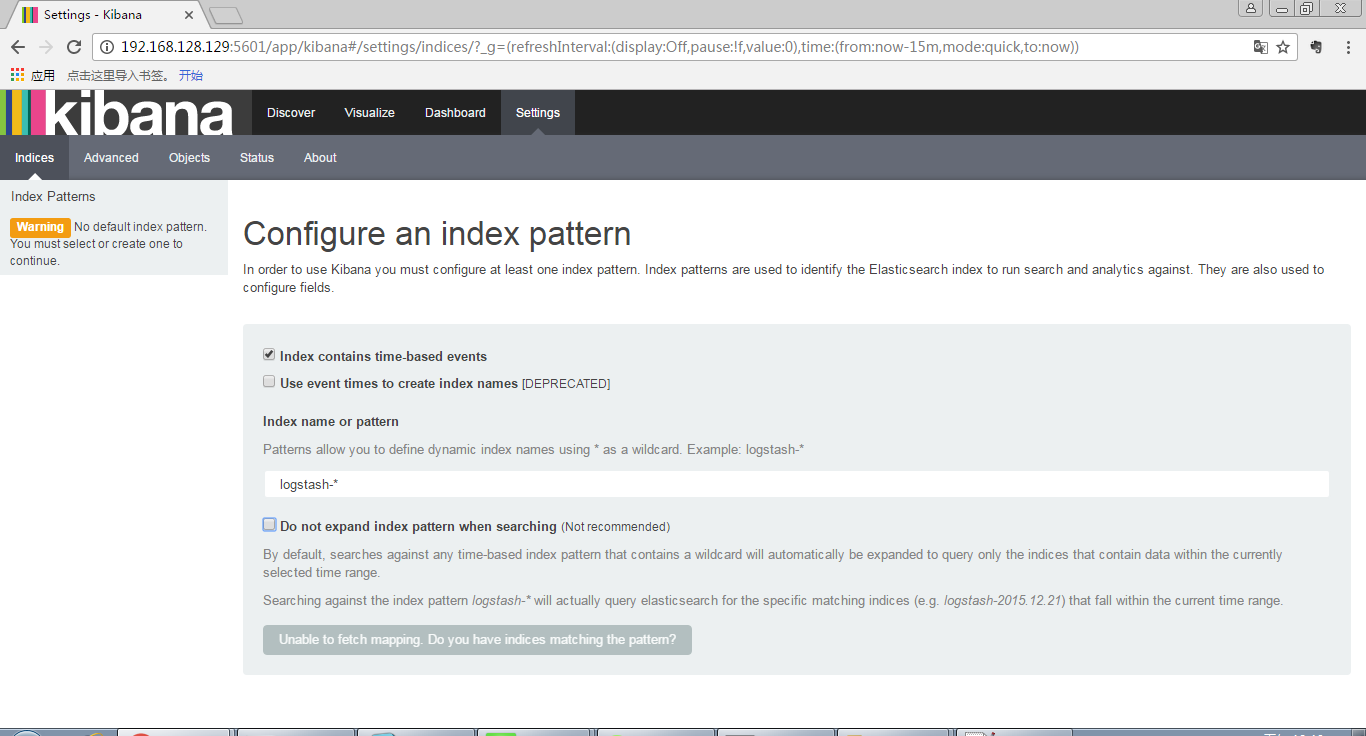 Settings - Kibana
192.168.128.129:5601/app/kibana#/settings/indices/?_g=(refreshInterval:(display:Off,pause:!f,value:0),time:(from:now-15m,mode:quick,to:now))
应用 点击这里导入书签。 开始
kibana Discover Visualize Dashboard Settings
Indices Advanced Objects Status About
Index Patterns
Warning No default index pattern.
You must select or create one to
continue.
Configure an index pattern
In order to use Kibana you must configure at least one index pattern. Index patterns are used to identify the Elasticsearch index to run search and analytics against. They are also used to
configure fields.
Index contains time-based events
Use event times to create index names [DEPRECATED]
Index name or pattern
Patterns allow you to define dynamic index names using * as a wildcard. Example: logstash-*
logstash-*
Do not expand index pattern when searching (Not recommended)
By default, searches against any time-based index pattern that contains a wildcard will automatically be expanded to query only the indices that contain data within the currently
selected time range.
Searching against the index pattern logstash-* will actually query elasticsearch for the specific matching indices (e.g. logstash-2015.12.21) that fall within the current time range.
Unable to fetch mapping. Do you have indices matching the pattern?